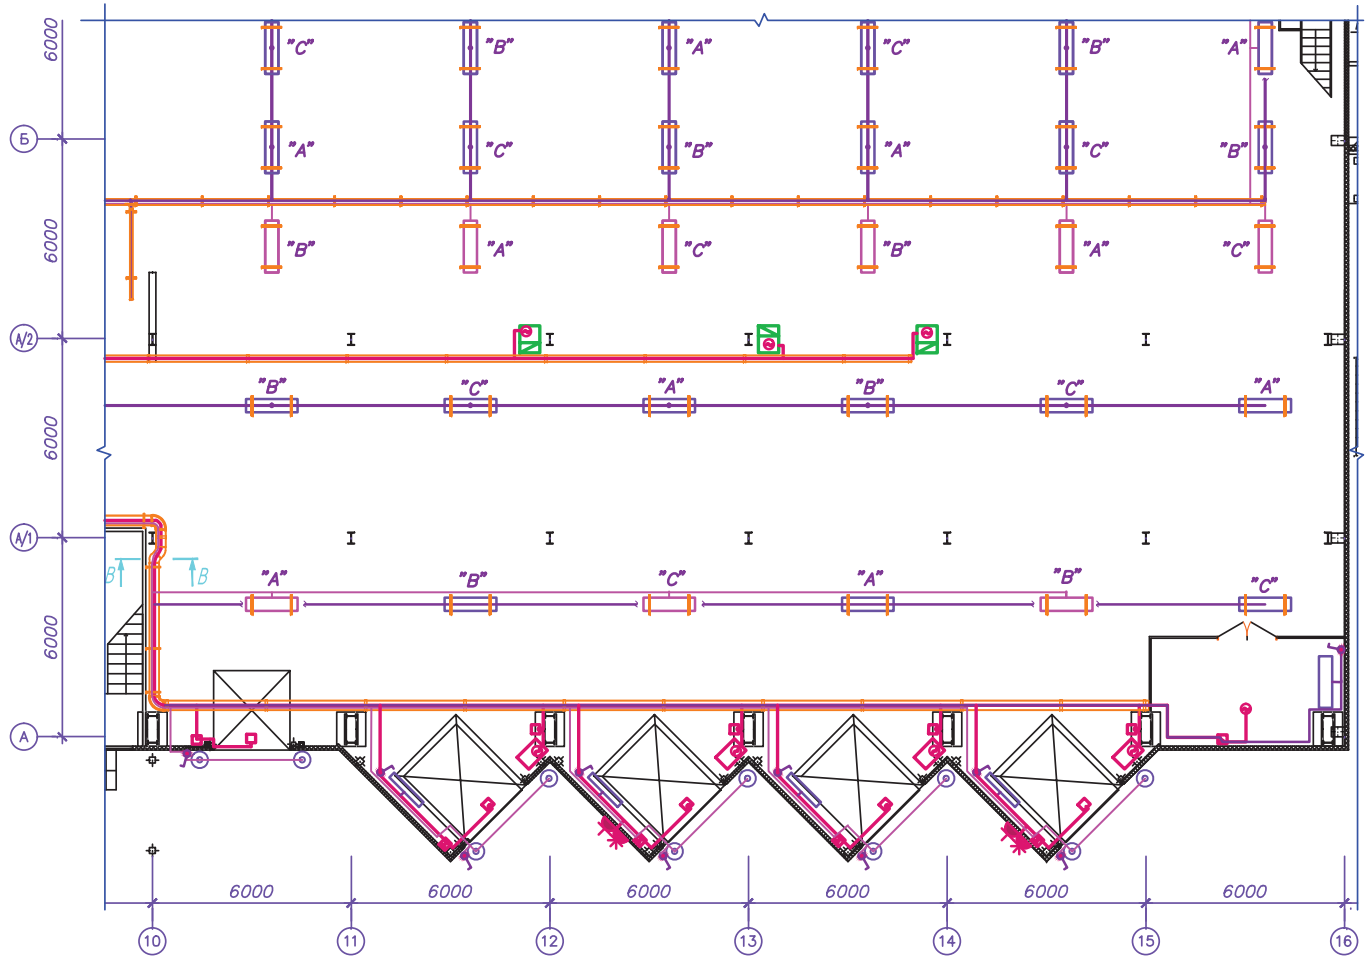 6000
"C" "B" "A" "C" "B" "A"
Б
"A" "C" "B" "A" "C" "B"
6000
"B" "A" "C" "B" "A" "C"
А/2
"B" "C" "A" "B" "C" "A"
6000
А/1
B B
"A" "B" "C" "A" "B" "C"
6000
А
6000 6000 6000 6000 6000 6000
10 11 12 13 14 15 16